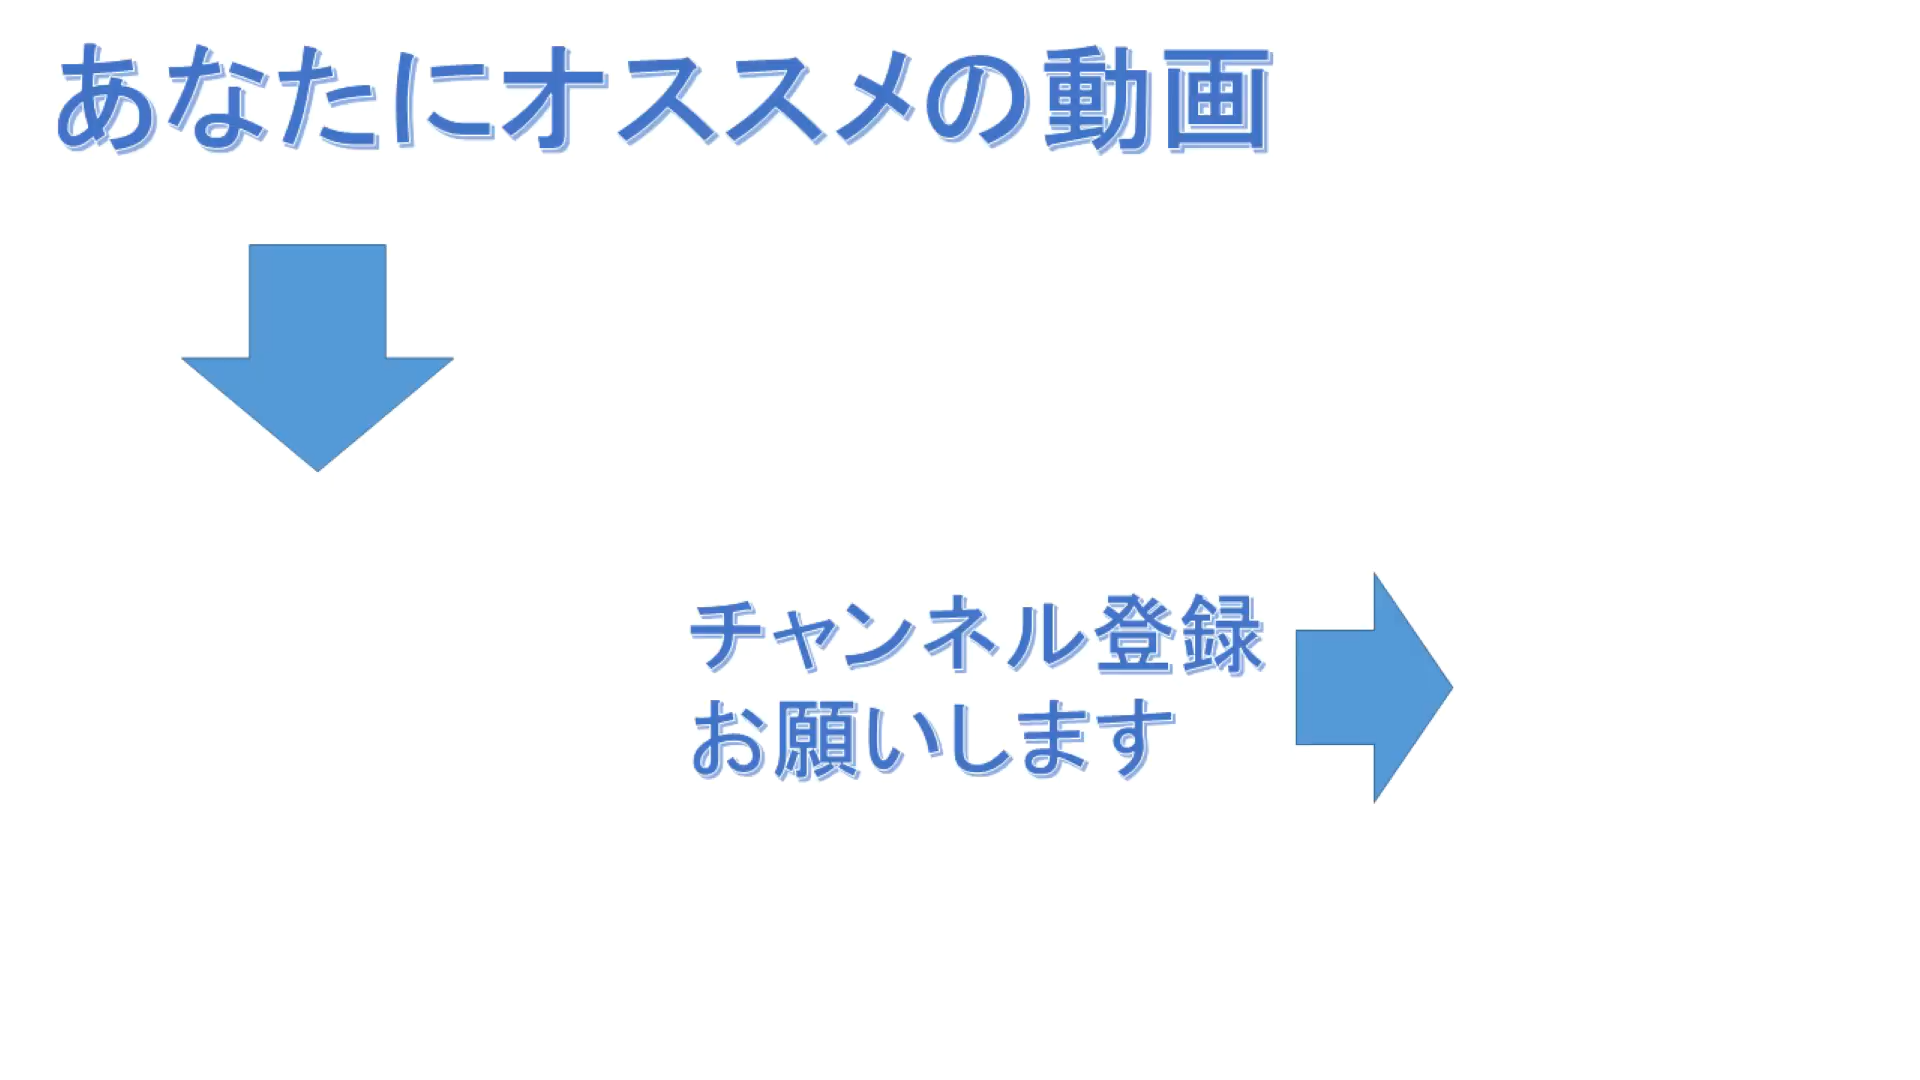 あなたにオススメの動画
チャンネル登録
お願いします